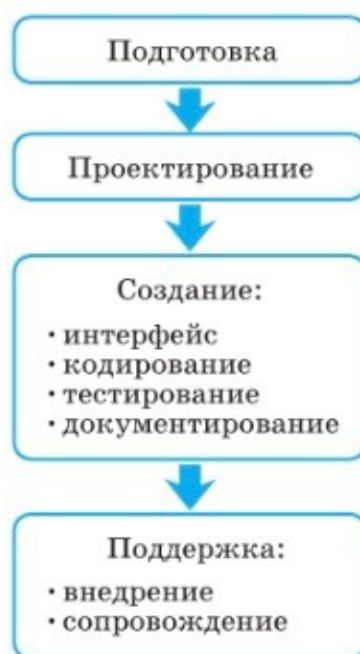 Подготовка
Проектирование
Создание:
• интерфейс
• кодирование
• тестирование
• документирование
Поддержка:
• внедрение
• сопровождение